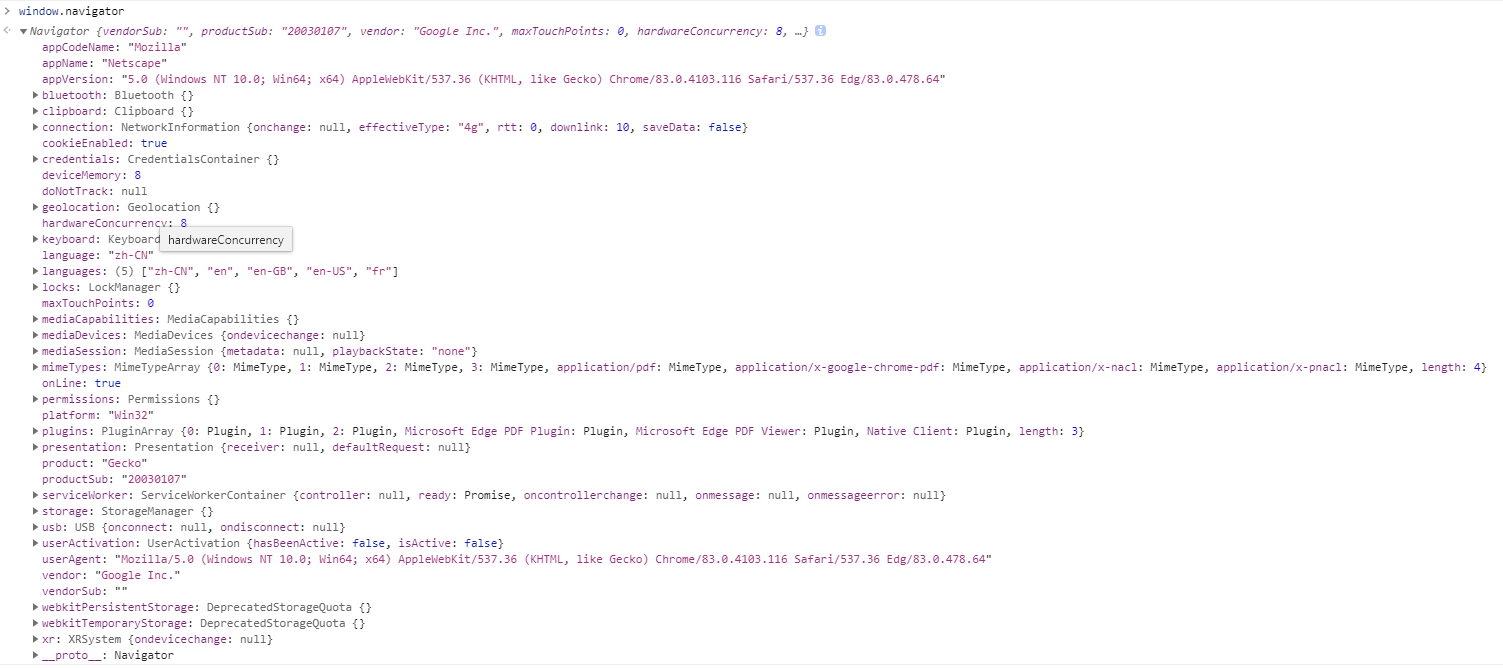 window.navigator
Navigator {vendorSub: "", productSub: "20030107", vendor: "Google Inc.", maxTouchPoints: 0, hardwareConcurrency: 8, …}
appCodeName: "Mozilla"
appName: "Netscape"
appVersion: "5.0 (Windows NT 10.0; Win64; x64) AppleWebKit/537.36 (KHTML, like Gecko) Chrome/83.0.4103.116 Safari/537.36 Edg/83.0.478.64"
bluetooth: Bluetooth {}
clipboard: Clipboard {}
connection: NetworkInformation {onchange: null, effectiveType: "4g", rtt: 0, downlink: 10, saveData: false}
cookieEnabled: true
credentials: CredentialsContainer {}
deviceMemory: 8
doNotTrack: null
geolocation: Geolocation {}
hardwareConcurrency: 8
keyboard: Keyboard
hardwareConcurrency
language: "zh-CN"
languages: (5) ["zh-CN", "en", "en-GB", "en-US", "fr"]
locks: LockManager {}
maxTouchPoints: 0
mediaCapabilities: MediaCapabilities {}
mediaDevices: MediaDevices {ondevicechange: null}
mediaSession: MediaSession {metadata: null, playbackState: "none"}
mimeTypes: MimeTypeArray {0: MimeType, 1: MimeType, 2: MimeType, 3: MimeType, application/pdf: MimeType, application/x-google-chrome-pdf: MimeType, application/x-nacl: MimeType, application/x-pnacl: MimeType, length: 4}
onLine: true
permissions: Permissions {}
platform: "Win32"
plugins: PluginArray {0: Plugin, 1: Plugin, 2: Plugin, Microsoft Edge PDF Plugin: Plugin, Microsoft Edge PDF Viewer: Plugin, Native Client: Plugin, length: 3}
presentation: Presentation {receiver: null, defaultRequest: null}
product: "Gecko"
productSub: "20030107"
serviceWorker: ServiceWorkerContainer {controller: null, ready: Promise, oncontrollerchange: null, onmessage: null, onmessageerror: null}
storage: StorageManager {}
usb: USB {onconnect: null, ondisconnect: null}
userActivation: UserActivation {hasBeenActive: false, isActive: false}
userAgent: "Mozilla/5.0 (Windows NT 10.0; Win64; x64) AppleWebKit/537.36 (KHTML, like Gecko) Chrome/83.0.4103.116 Safari/537.36 Edg/83.0.478.64"
vendor: "Google Inc."
vendorSub: ""
webkitPersistentStorage: DeprecatedStorageQuota {}
webkitTemporaryStorage: DeprecatedStorageQuota {}
xr: XRSystem {ondevicechange: null}
__proto__: Navigator